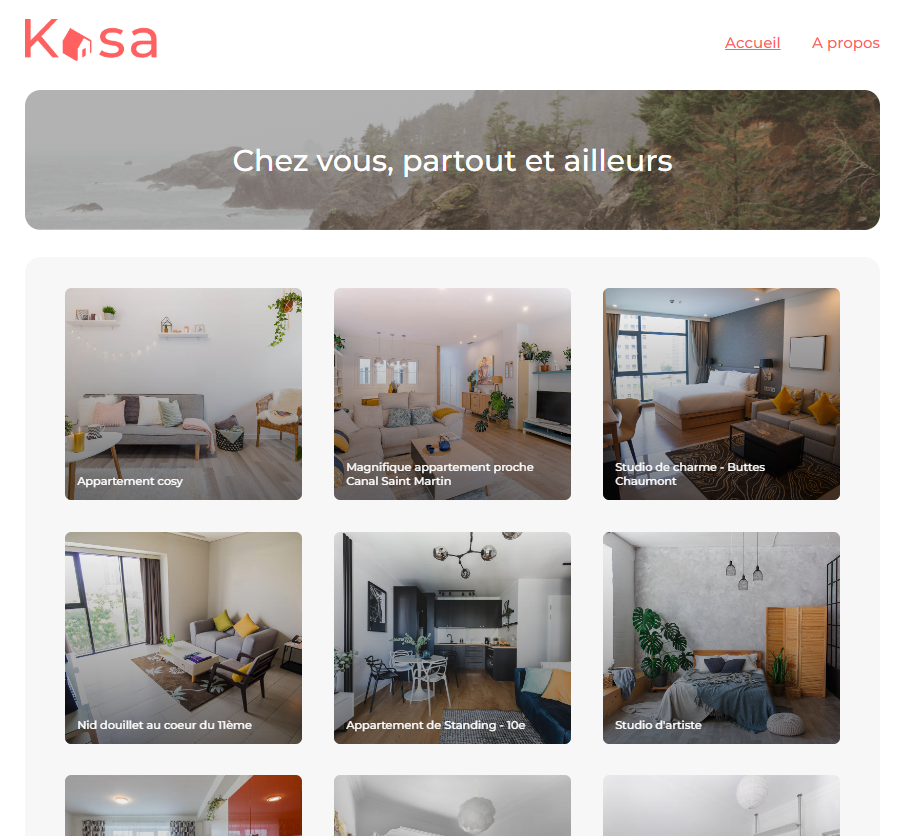 Kasa
Accueil
A propos
Chez vous, partout et ailleurs
Appartement cosy
Magnifique appartement proche
Canal Saint Martin
Studio de charme - Buttes
Chaumont
Nid douillet au coeur du 11ème
Appartement de Standing - 10e
Studio d'artiste